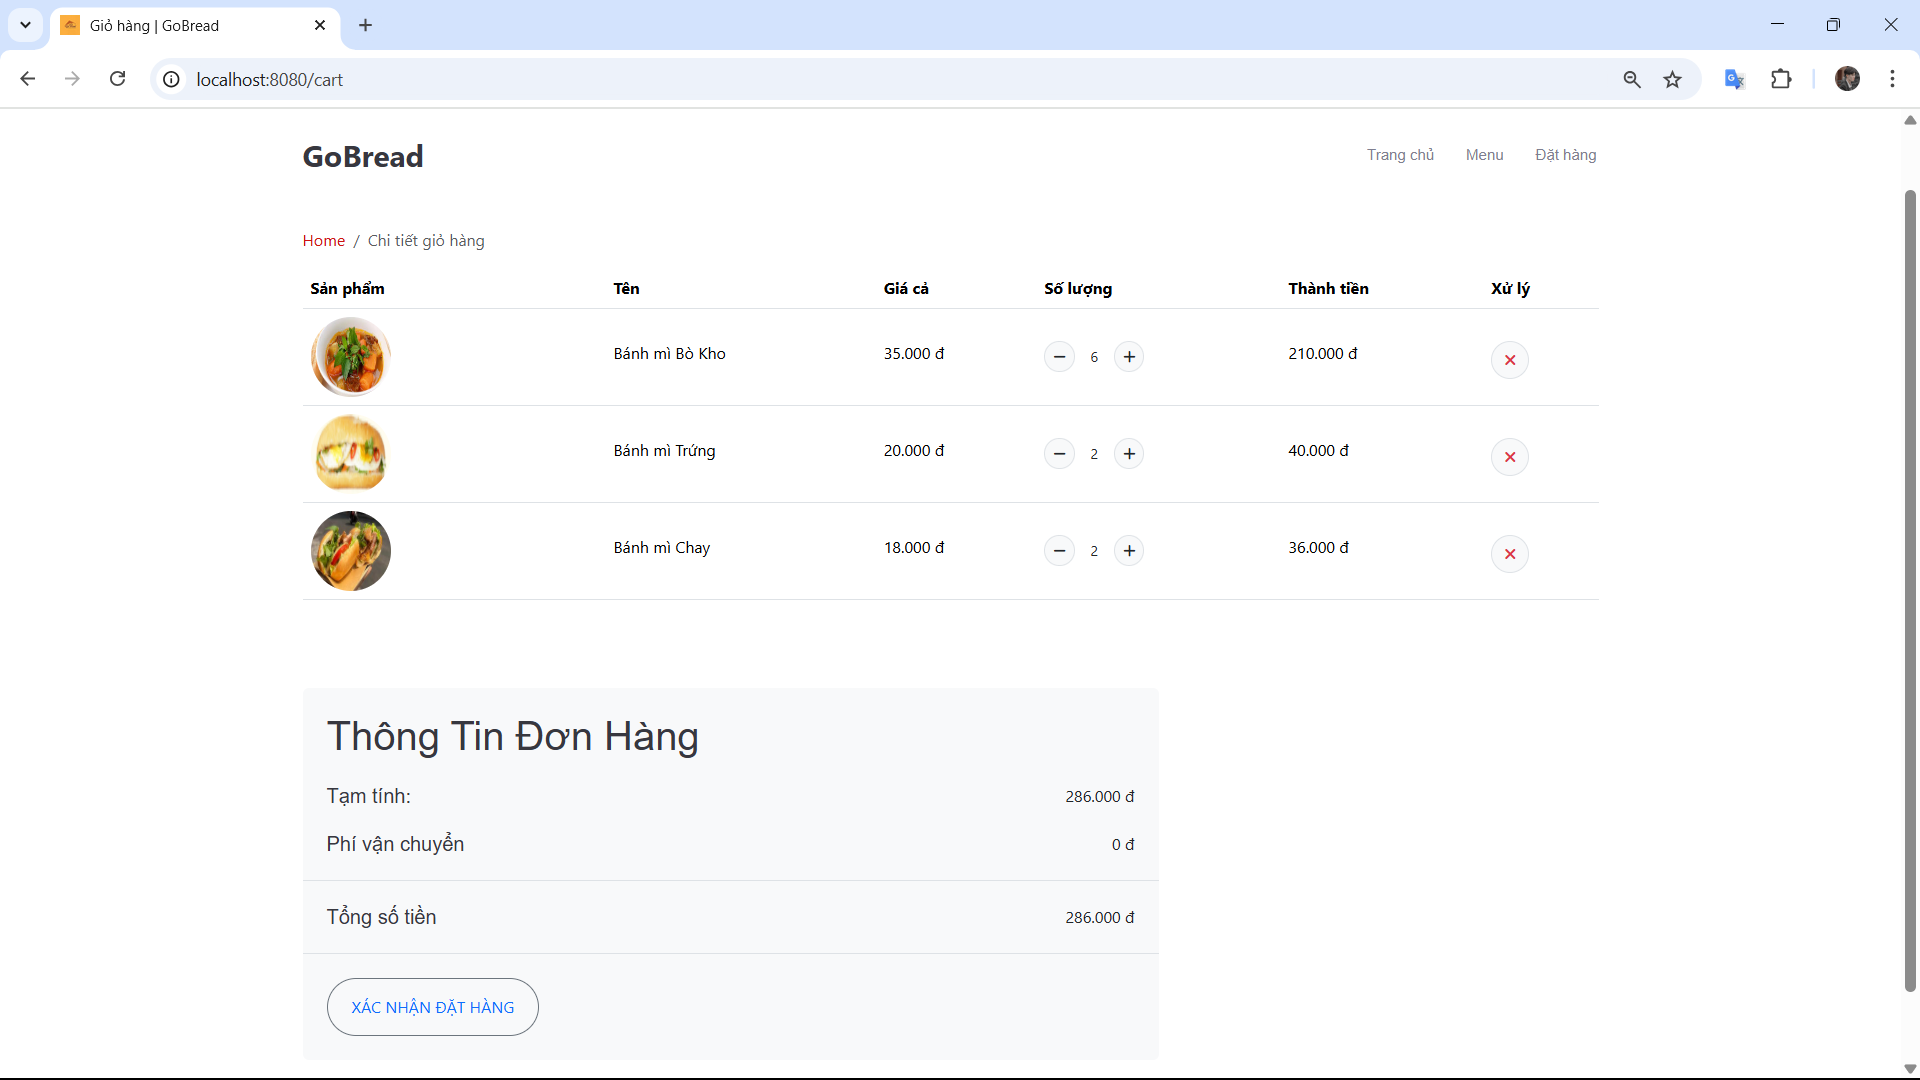 Giỏ hàng | GoBread
localhost:8080/cart
GoBread
Trang chủ Menu Đặt hàng
Home / Chi tiết giỏ hàng
Sản phẩm Tên Giá cả Số lượng Thành tiền Xử lý
Bánh mì Bò Kho 35.000 đ 6 210.000 đ
Bánh mì Trứng 20.000 đ 2 40.000 đ
Bánh mì Chay 18.000 đ 2 36.000 đ
Thông Tin Đơn Hàng
Tạm tính: 286.000 đ
Phí vận chuyển 0 đ
Tổng số tiền 286.000 đ
XÁC NHẬN ĐẶT HÀNG